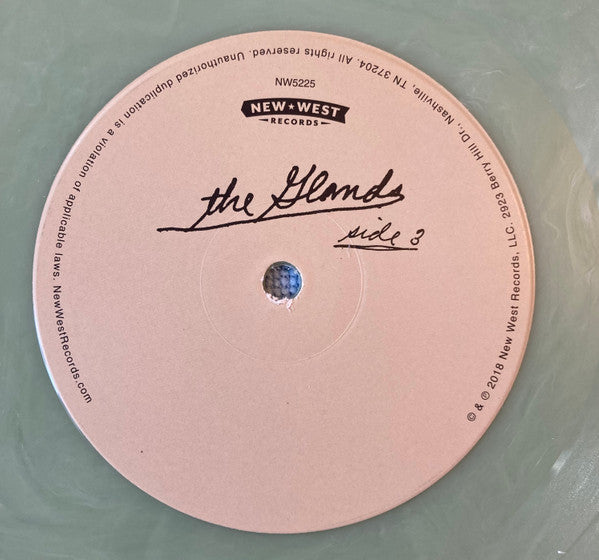 NW5225
NEW★WEST
RECORDS
the Glands
side 3
© & ℗ 2018 New West Records, LLC. 2923 Berry Hill Dr., Nashville, TN 37204. All rights reserved. Unauthorized duplication is a violation of applicable laws. NewWestRecords.com